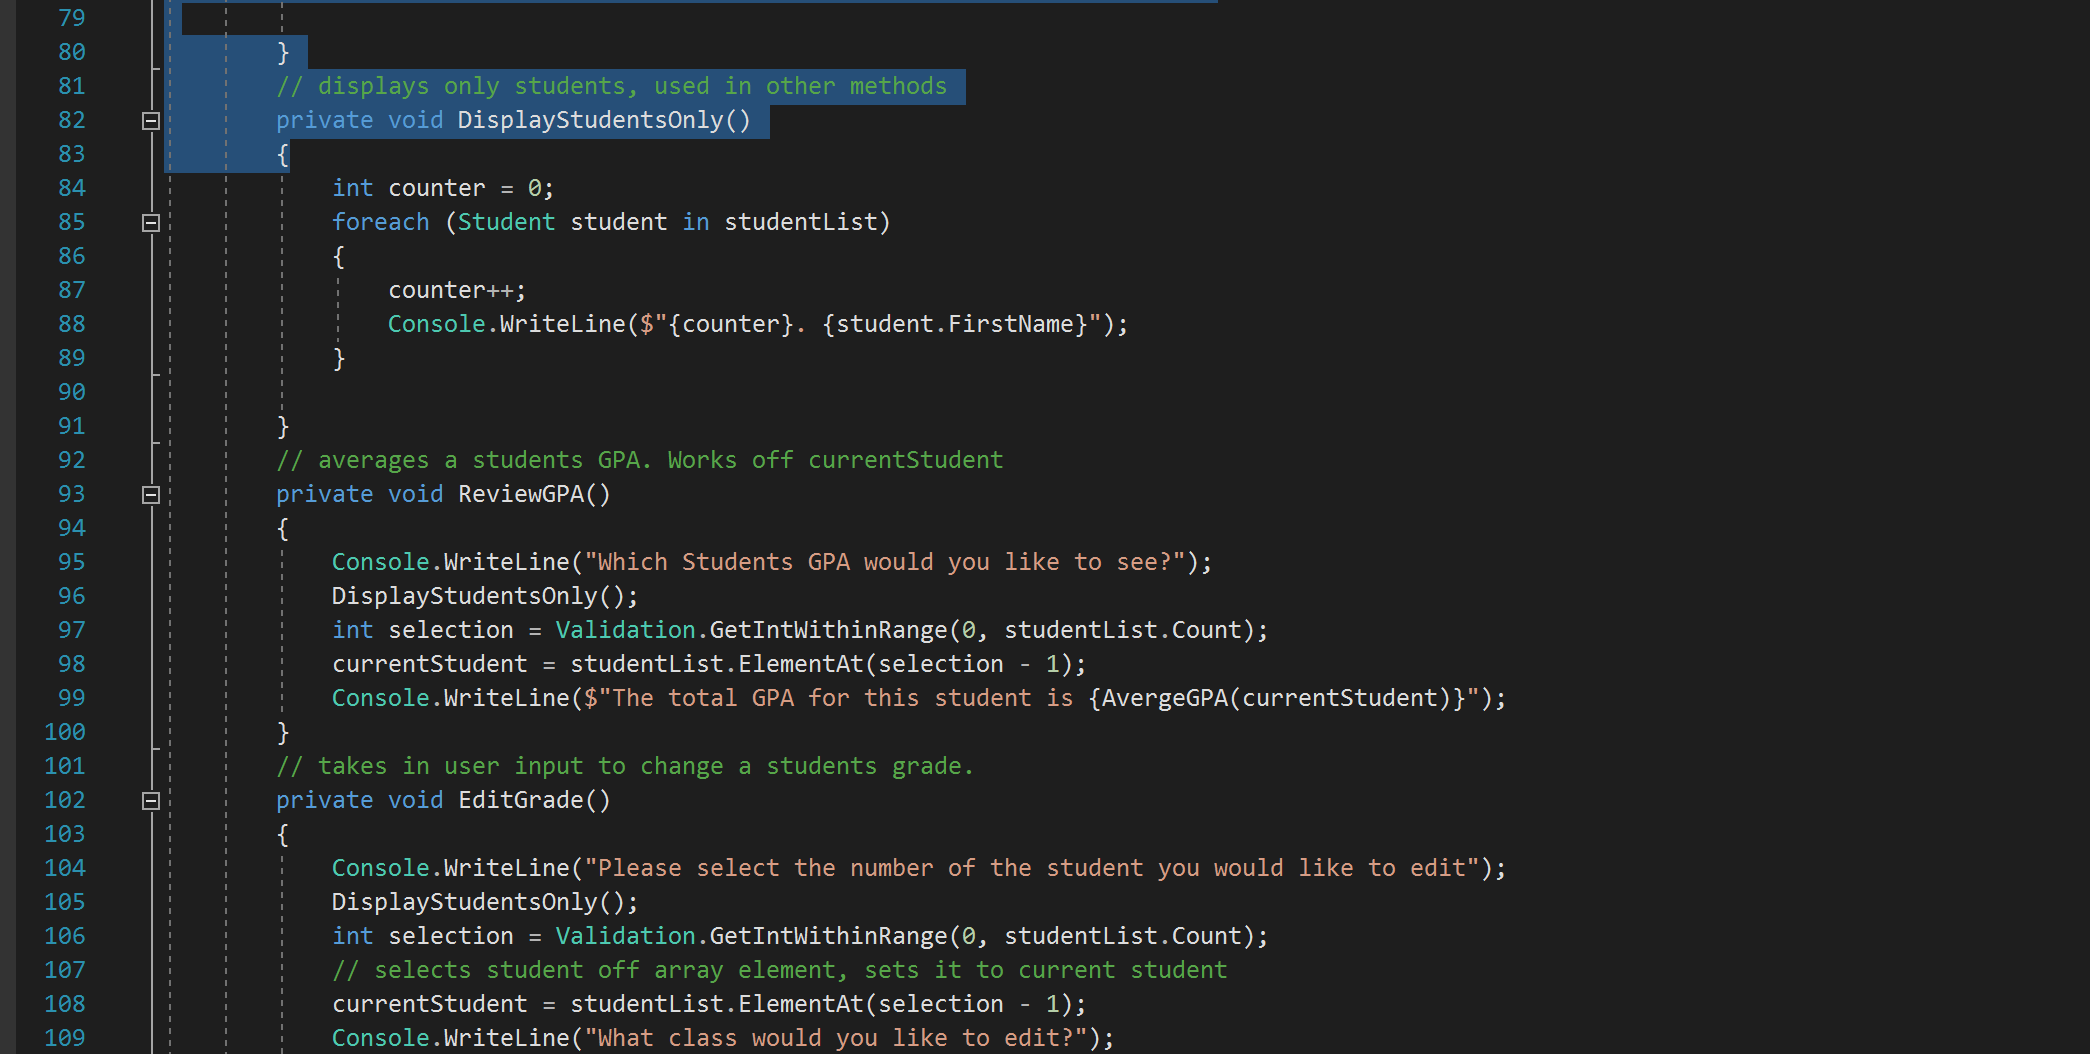 79
80 }
81 // displays only students, used in other methods
82 private void DisplayStudentsOnly()
83 {
84 int counter = 0;
85 foreach (Student student in studentList)
86 {
87 counter++;
88 Console.WriteLine($"{counter}. {student.FirstName}");
89 }
90
91 }
92 // averages a students GPA. Works off currentStudent
93 private void ReviewGPA()
94 {
95 Console.WriteLine("Which Students GPA would you like to see?");
96 DisplayStudentsOnly();
97 int selection = Validation.GetIntWithinRange(0, studentList.Count);
98 currentStudent = studentList.ElementAt(selection - 1);
99 Console.WriteLine($"The total GPA for this student is {AvergeGPA(currentStudent)}");
100 }
101 // takes in user input to change a students grade.
102 private void EditGrade()
103 {
104 Console.WriteLine("Please select the number of the student you would like to edit");
105 DisplayStudentsOnly();
106 int selection = Validation.GetIntWithinRange(0, studentList.Count);
107 // selects student off array element, sets it to current student
108 currentStudent = studentList.ElementAt(selection - 1);
109 Console.WriteLine("What class would you like to edit?");